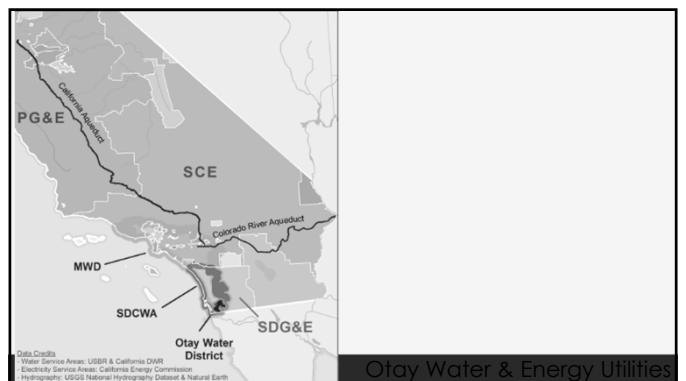 PG&E
California Aqueduct
SCE
Colorado River Aqueduct
MWD
SDCWA
SDG&E
Otay Water
District
Data Credits
- Water Service Areas: USBR & California DWR
- Electricity Service Areas: California Energy Commission
- Hydrography: USGS National Hydrography Dataset & Natural Earth
Otay Water & Energy Utilities